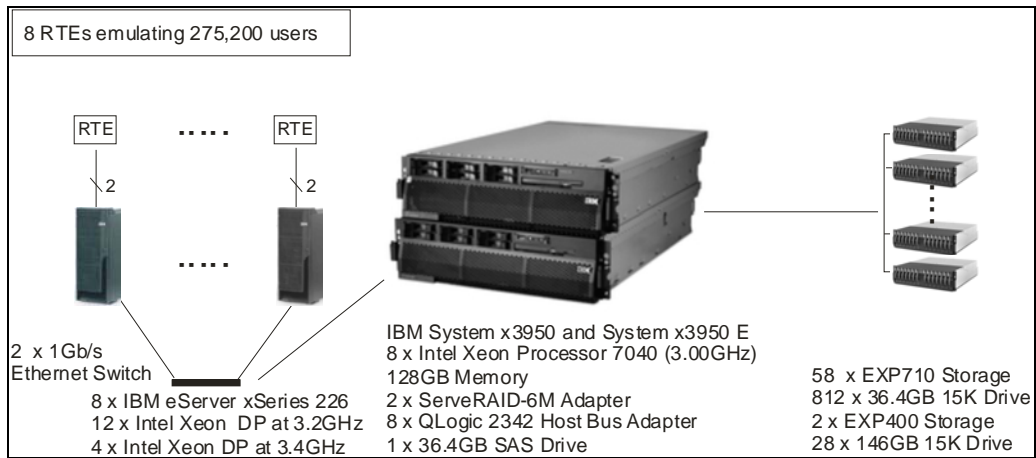 8 RTEs emulating 275,200 users
RTE
RTE
2
2
2 x 1Gb/s
Ethernet Switch
8 x IBM eServer xSeries 226
12 x Intel Xeon DP at 3.2GHz
4 x Intel Xeon DP at 3.4GHz
IBM System x3950 and System x3950 E
8 x Intel Xeon Processor 7040 (3.00GHz)
128GB Memory
2 x ServeRAID-6M Adapter
8 x QLogic 2342 Host Bus Adapter
1 x 36.4GB SAS Drive
58 x EXP710 Storage
812 x 36.4GB 15K Drive
2 x EXP400 Storage
28 x 146GB 15K Drive
IBM
IBM